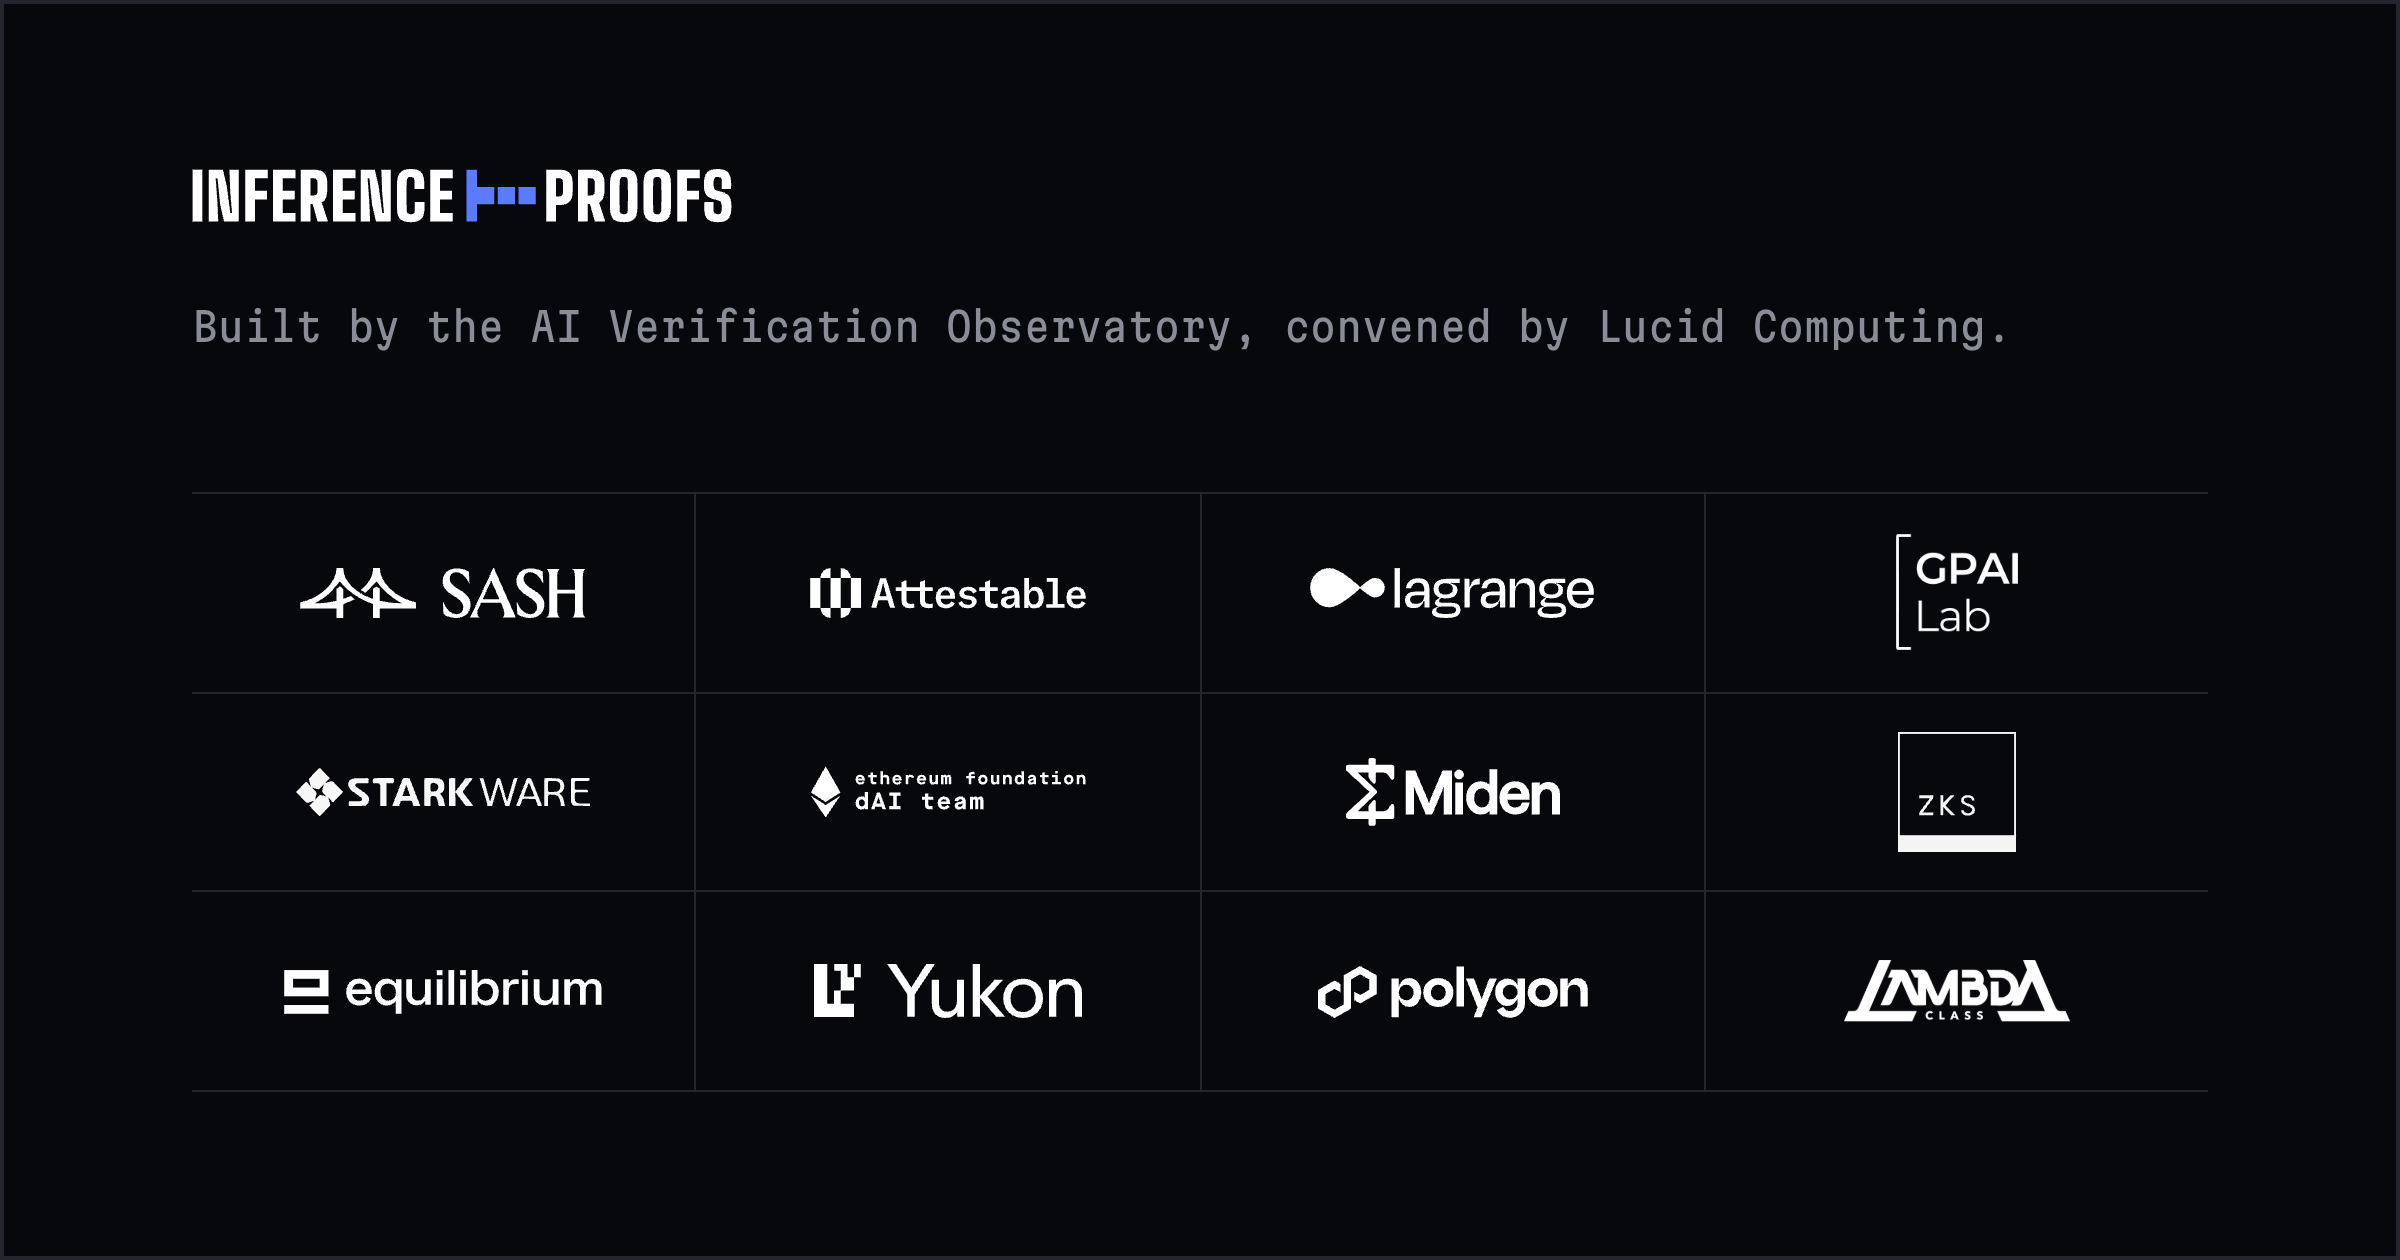 INFERENCE PROOFS
Built by the AI Verification Observatory, convened by Lucid Computing.
SASH
Attestable
lagrange
GPAI
Lab
STARKWARE
ethereum foundation
dAI team
Miden
ZKS
equilibrium
Yukon
polygon
LAMBDA
CLASS